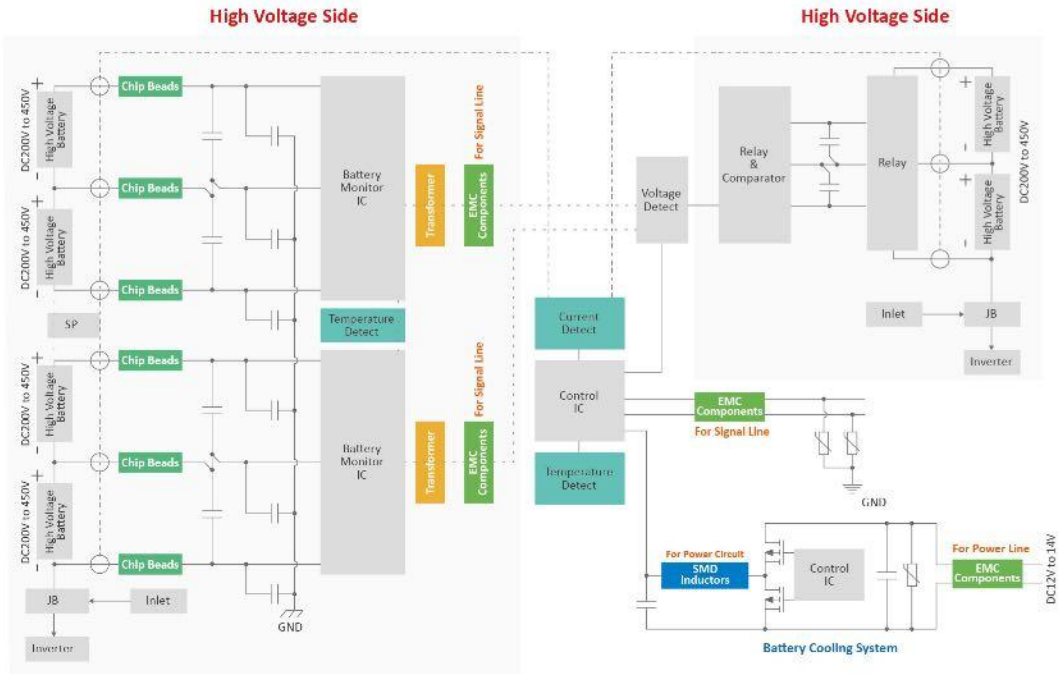 High Voltage Side
High Voltage Side
DC200V to 450V
+
High Voltage
Battery
-
Chip Beads
DC200V to 450V
+
High Voltage
Battery
-
Chip Beads
Chip Beads
SP
Battery
Monitor
IC
Temperature
Detect
Transformer
EMC
Components
For Signal Line
DC200V to 450V
+
High Voltage
Battery
-
Chip Beads
DC200V to 450V
+
High Voltage
Battery
-
Chip Beads
Chip Beads
Battery
Monitor
IC
Transformer
EMC
Components
For Signal Line
JB
Inlet
Inverter
GND
Voltage
Detect
Relay
&
Comparator
Relay
+
High Voltage
Battery
-
+
High Voltage
Battery
-
DC200V to 450V
Inlet
JB
Inverter
Current
Detect
Control
IC
Temperature
Detect
EMC
Components
For Signal Line
GND
For Power Circuit
SMD
Inductors
Control
IC
For Power Line
EMC
Components
DC12V to 14V
Battery Cooling System